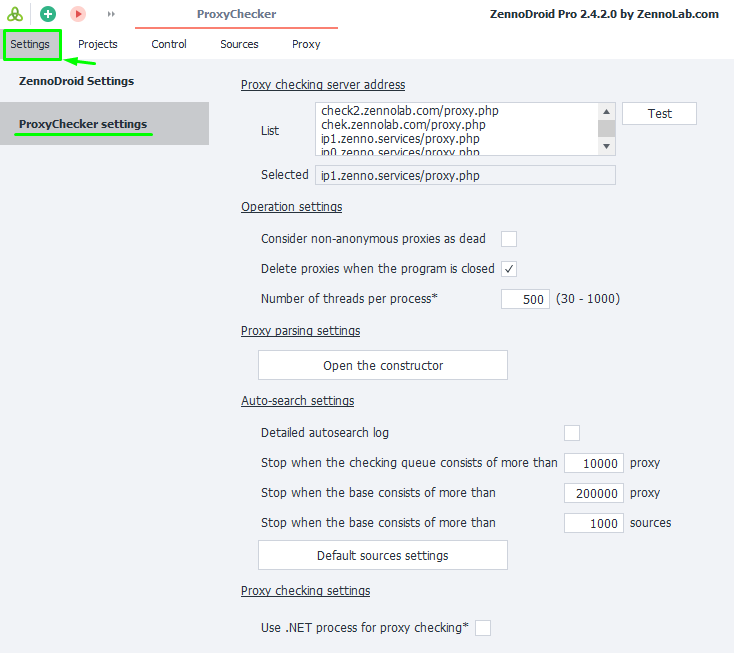 ProxyChecker
ZennoDroid Pro 2.4.2.0 by ZennoLab.com
Settings Projects Control Sources Proxy
ZennoDroid Settings
ProxyChecker settings
Proxy checking server address
List
check2.zennolab.com/proxy.php
chek.zennolab.com/proxy.php
ip1.zenno.services/proxy.php
ip0.zenno.services/proxy.php
Test
Selected ip1.zenno.services/proxy.php
Operation settings
Consider non-anonymous proxies as dead
Delete proxies when the program is closed
Number of threads per process* 500 (30 - 1000)
Proxy parsing settings
Open the constructor
Auto-search settings
Detailed autosearch log
Stop when the checking queue consists of more than 10000 proxy
Stop when the base consists of more than 200000 proxy
Stop when the base consists of more than 1000 sources
Default sources settings
Proxy checking settings
Use .NET process for proxy checking*